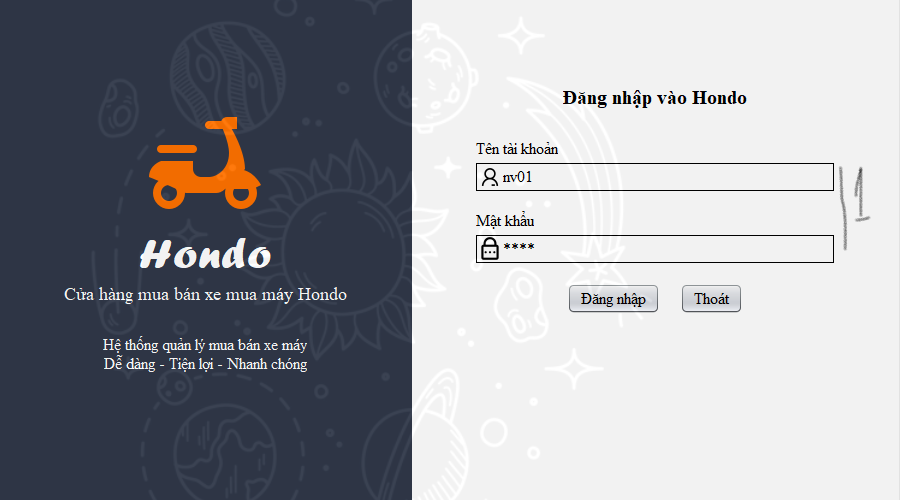 Hondo
Cửa hàng mua bán xe mua máy Hondo
Hệ thống quản lý mua bán xe máy
Dễ dàng - Tiện lợi - Nhanh chóng
Đăng nhập vào Hondo
Tên tài khoản
nv01
Mật khẩu
****
Đăng nhập Thoát
1